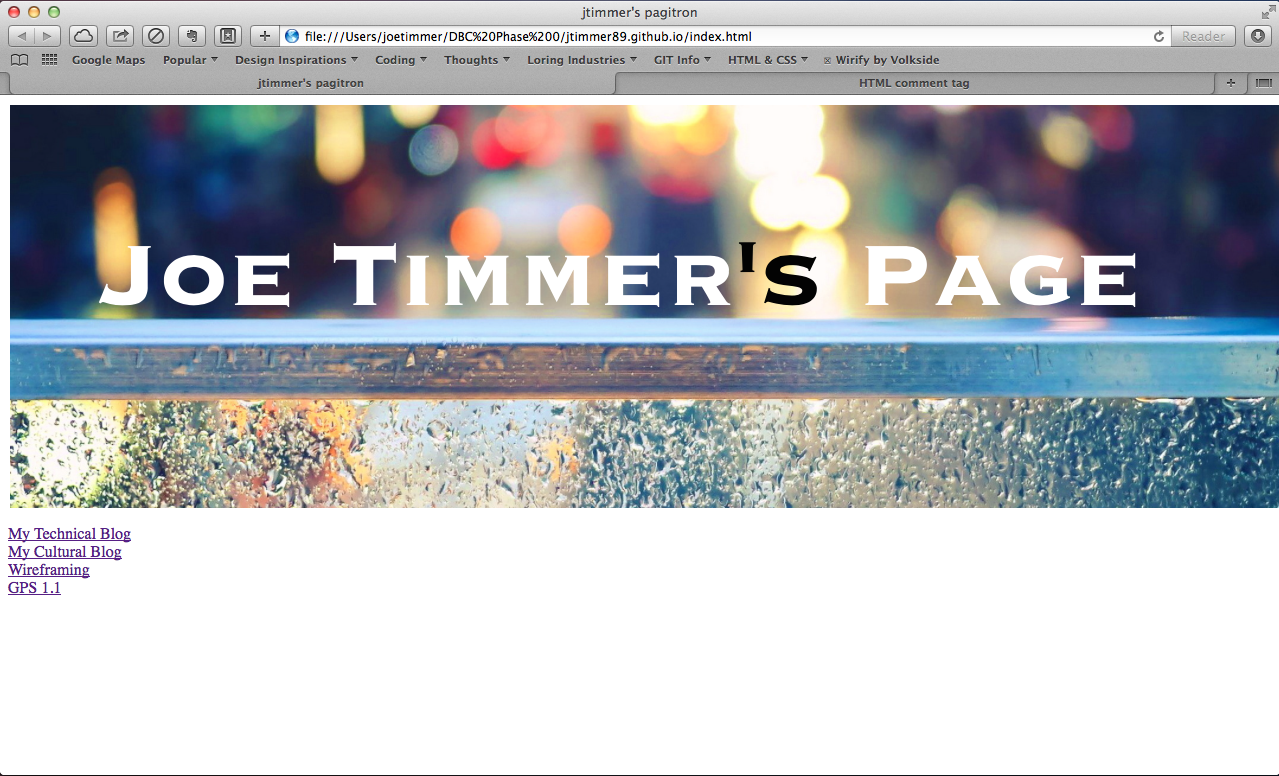 jtimmer's pagitron
file:///Users/joetimmer/DBC%20Phase%200/jtimmer89.github.io/index.html
Reader
Google Maps Popular Design Inspirations Coding Thoughts Loring Industries GIT Info HTML & CSS Wirify by Volkside
jtimmer's pagitron HTML comment tag
Joe Timmer's Page
My Technical Blog
My Cultural Blog
Wireframing
GPS 1.1